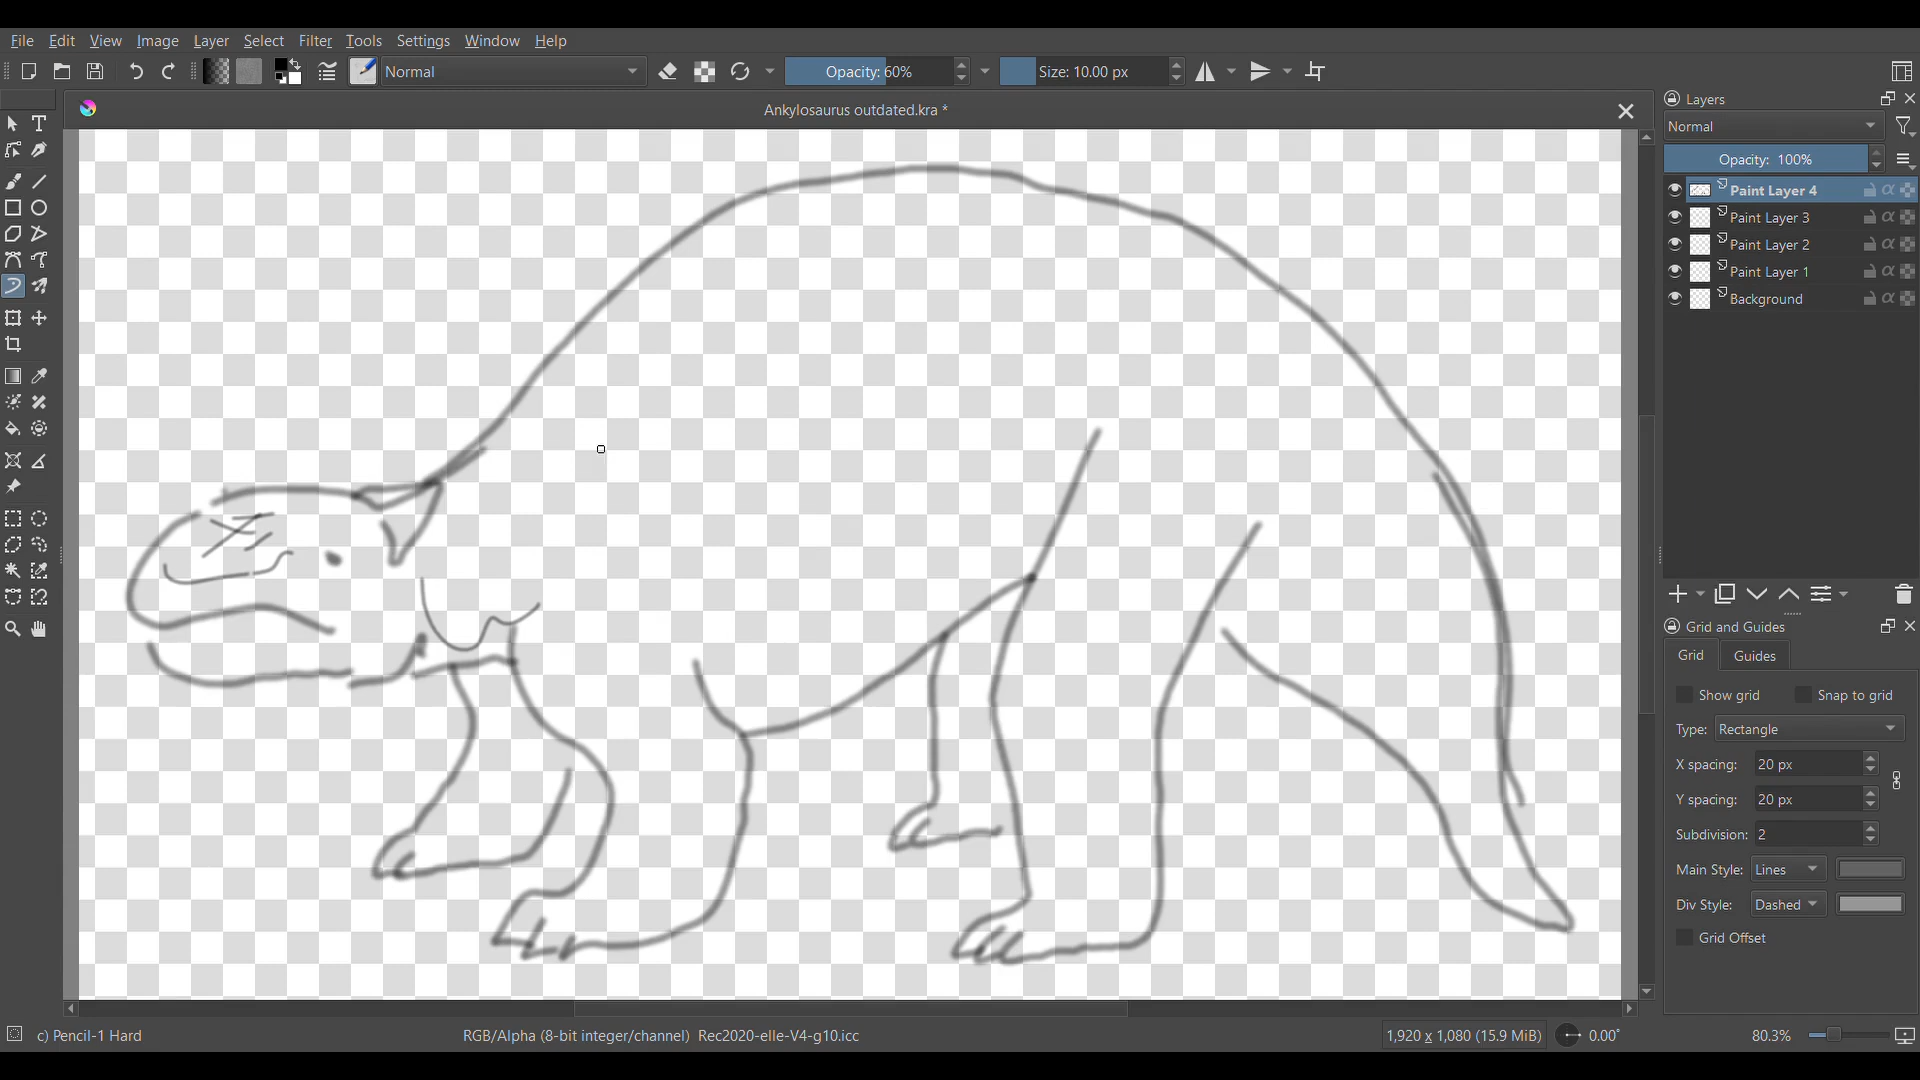 File Edit View Image Layer Select Filter Tools Settings Window Help
Normal Opacity: 60% Size: 10.00 px
Ankylosaurus outdated.kra *
Layers
Normal
Opacity: 100%
Paint Layer 4
Paint Layer 3
Paint Layer 2
Paint Layer 1
Background
Grid and Guides
Grid Guides
Show grid Snap to grid
Type: Rectangle
X spacing: 20 px
Y spacing: 20 px
Subdivision: 2
Main Style: Lines
Div Style: Dashed
Grid Offset
c) Pencil-1 Hard RGB/Alpha (8-bit integer/channel) Rec2020-elle-V4-g10.icc 1,920 x 1,080 (15.9 MiB) 0.00° 80.3%